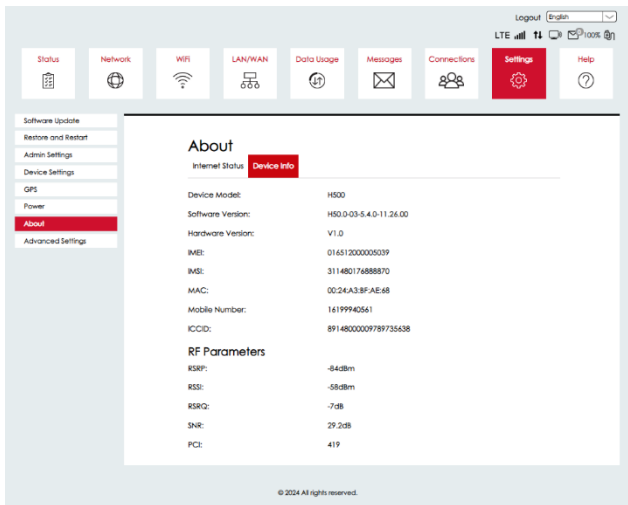 Logout English
LTE 100%
Status Network WiFi LAN/WAN Data Usage Messages Connections Settings Help
Software Update
Restore and Restart
Admin Settings
Device Settings
GPS
Power
About
Advanced Settings
About
Internet Status Device Info
Device Model: H500
Software Version: H50.0-03-5.4.0-11.26.00
Hardware Version: V1.0
IMEI: 016512000005039
IMSI: 311480176888870
MAC: 00:24:A3:BF:AE:68
Mobile Number: 16199940561
ICCID: 89148000009789735638
RF Parameters
RSRP: -84dBm
RSSI: -58dBm
RSRQ: -7dB
SNR: 29.2dB
PCI: 419
© 2024 All rights reserved.